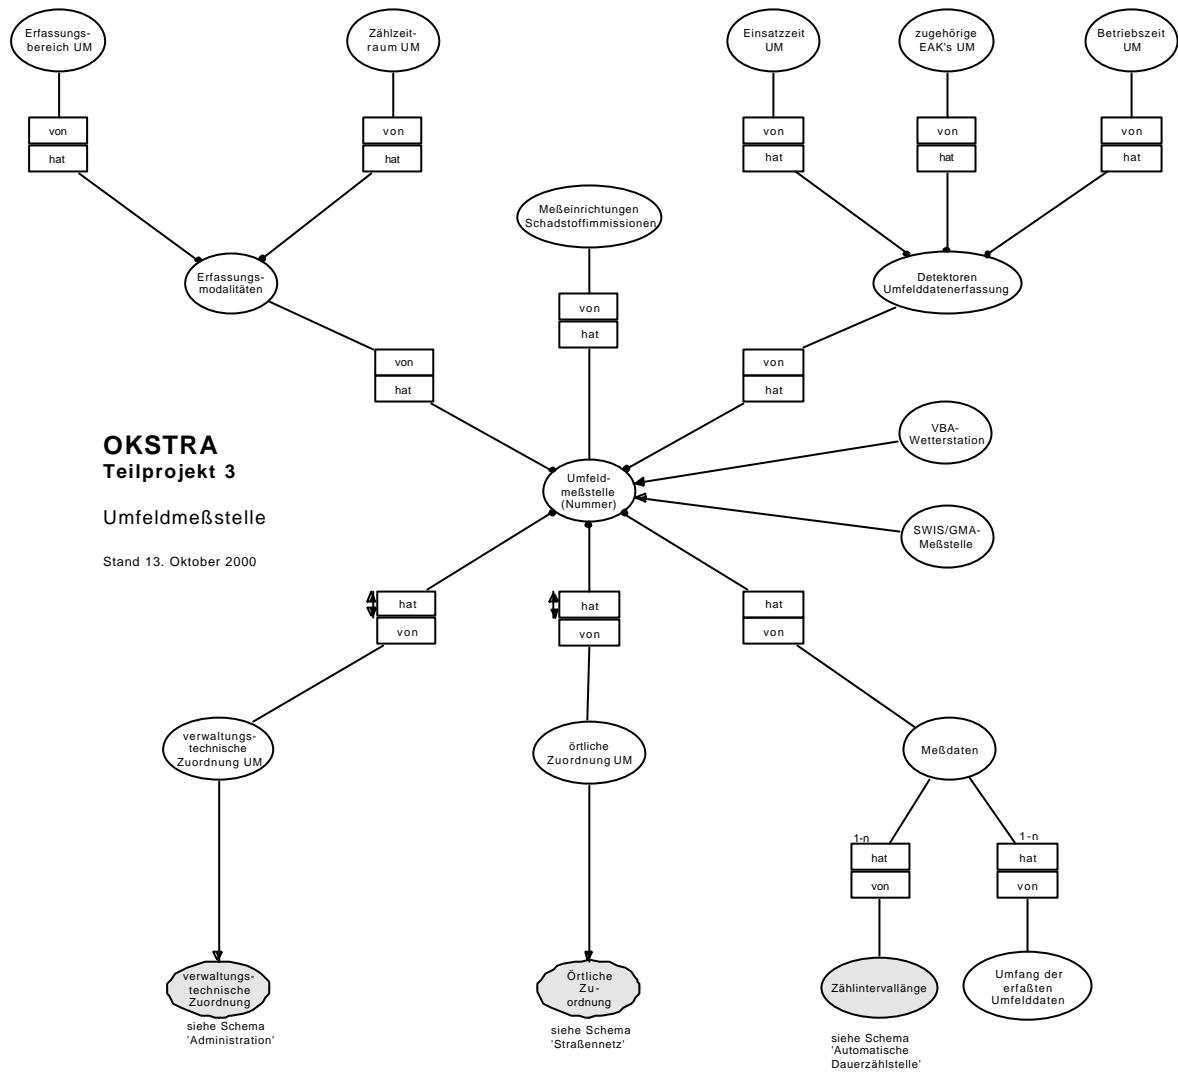 Erfassungs-
bereich UM
Zählzeit-
raum UM
Einsatzzeit
UM
zugehörige
EAK's UM
Betriebszeit
UM
von
hat
von
hat
von
hat
von
hat
von
hat
Meßeinrichtungen
Schadstoffimmissionen
Erfassungs-
modalitäten
Detektoren
Umfelddatenerfassung
von
hat
von
hat
von
hat
OKSTRA
Teilprojekt 3
Umfeldmeßstelle
Stand 13. Oktober 2000
VBA-
Wetterstation
Umfeld-
meßstelle
(Nummer)
SWIS/GMA-
Meßstelle
hat
von
hat
von
hat
von
verwaltungs-
technische
Zuordnung UM
örtliche
Zuordnung UM
Meßdaten
1-n
hat
von
1-n
hat
von
verwaltungs-
technische
Zuordnung
siehe Schema
'Administration'
Örtliche
Zu-
ordnung
siehe Schema
'Straßennetz'
Zählintervallänge
siehe Schema
'Automatische
Dauerzählstelle'
Umfang der
erfaßten
Umfelddaten